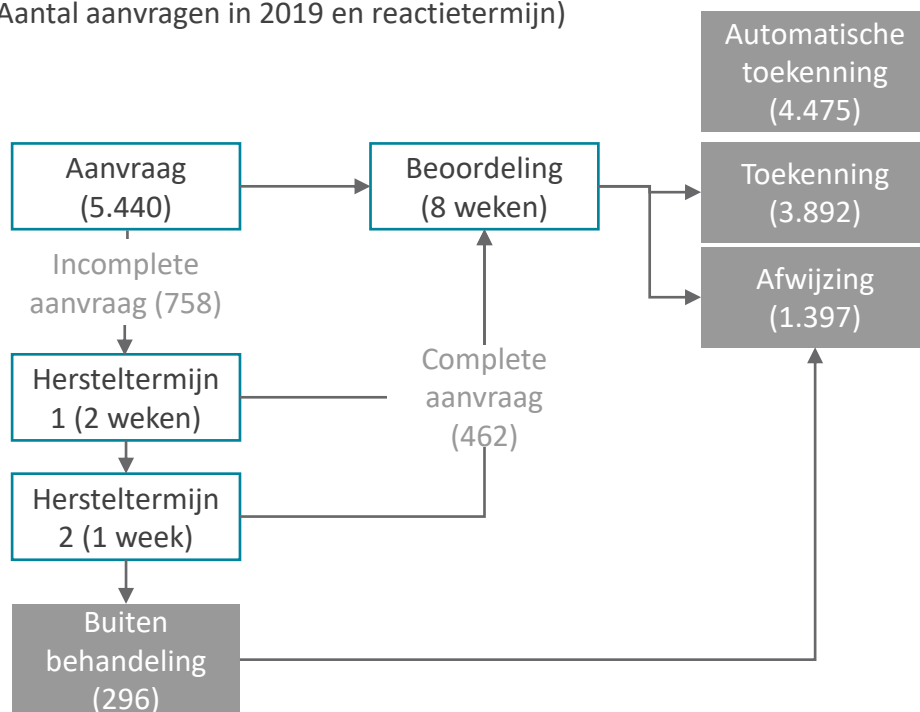 Aantal aanvragen in 2019 en reactietermijn)
Automatische
toekenning
(4.475)
Aanvraag
(5.440)
Beoordeling
(8 weken)
Toekenning
(3.892)
Incomplete
aanvraag (758)
Afwijzing
(1.397)
Hersteltermijn
1 (2 weken)
Complete
aanvraag
(462)
Hersteltermijn
2 (1 week)
Buiten
behandeling
(296)